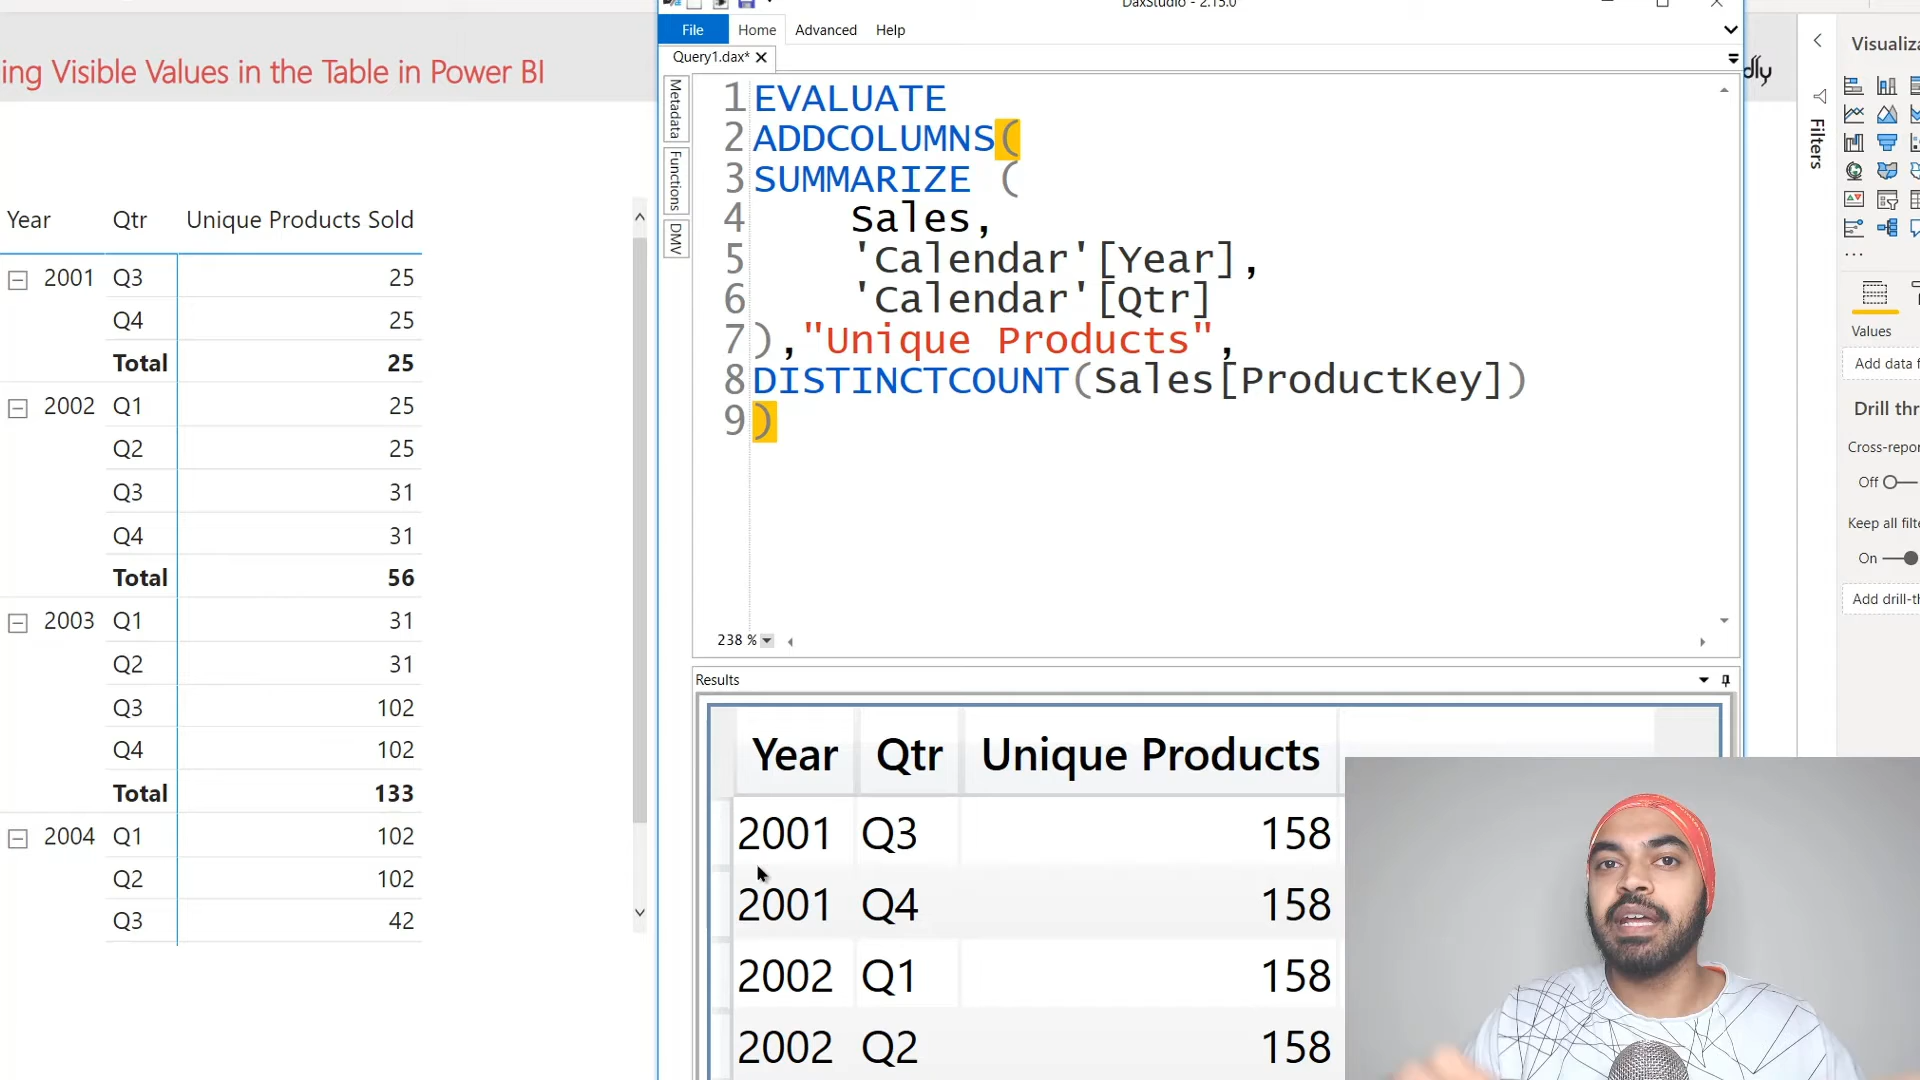 ing Visible Values in the Table in Power BI
Year Qtr Unique Products Sold
2001 Q3 25
Q4 25
Total 25
2002 Q1 25
Q2 25
Q3 31
Q4 31
Total 56
2003 Q1 31
Q2 31
Q3 102
Q4 102
Total 133
2004 Q1 102
Q2 102
Q3 42
DaxStudio - 2.15.0
File Home Advanced Help
Query1.dax*
Metadata
Functions
DMV
1 EVALUATE
2 ADDCOLUMNS(
3 SUMMARIZE (
4 Sales,
5 'Calendar'[Year],
6 'Calendar'[Qtr]
7 ),"Unique Products",
8 DISTINCTCOUNT(Sales[ProductKey])
9 )
238 %
Results
Year Qtr Unique Products
2001 Q3 158
2001 Q4 158
2002 Q1 158
2002 Q2 158
dly
Filters
Visualiza
...
Values
Add data f
Drill thr
Cross-repor
Off
Keep all filte
On
Add drill-th